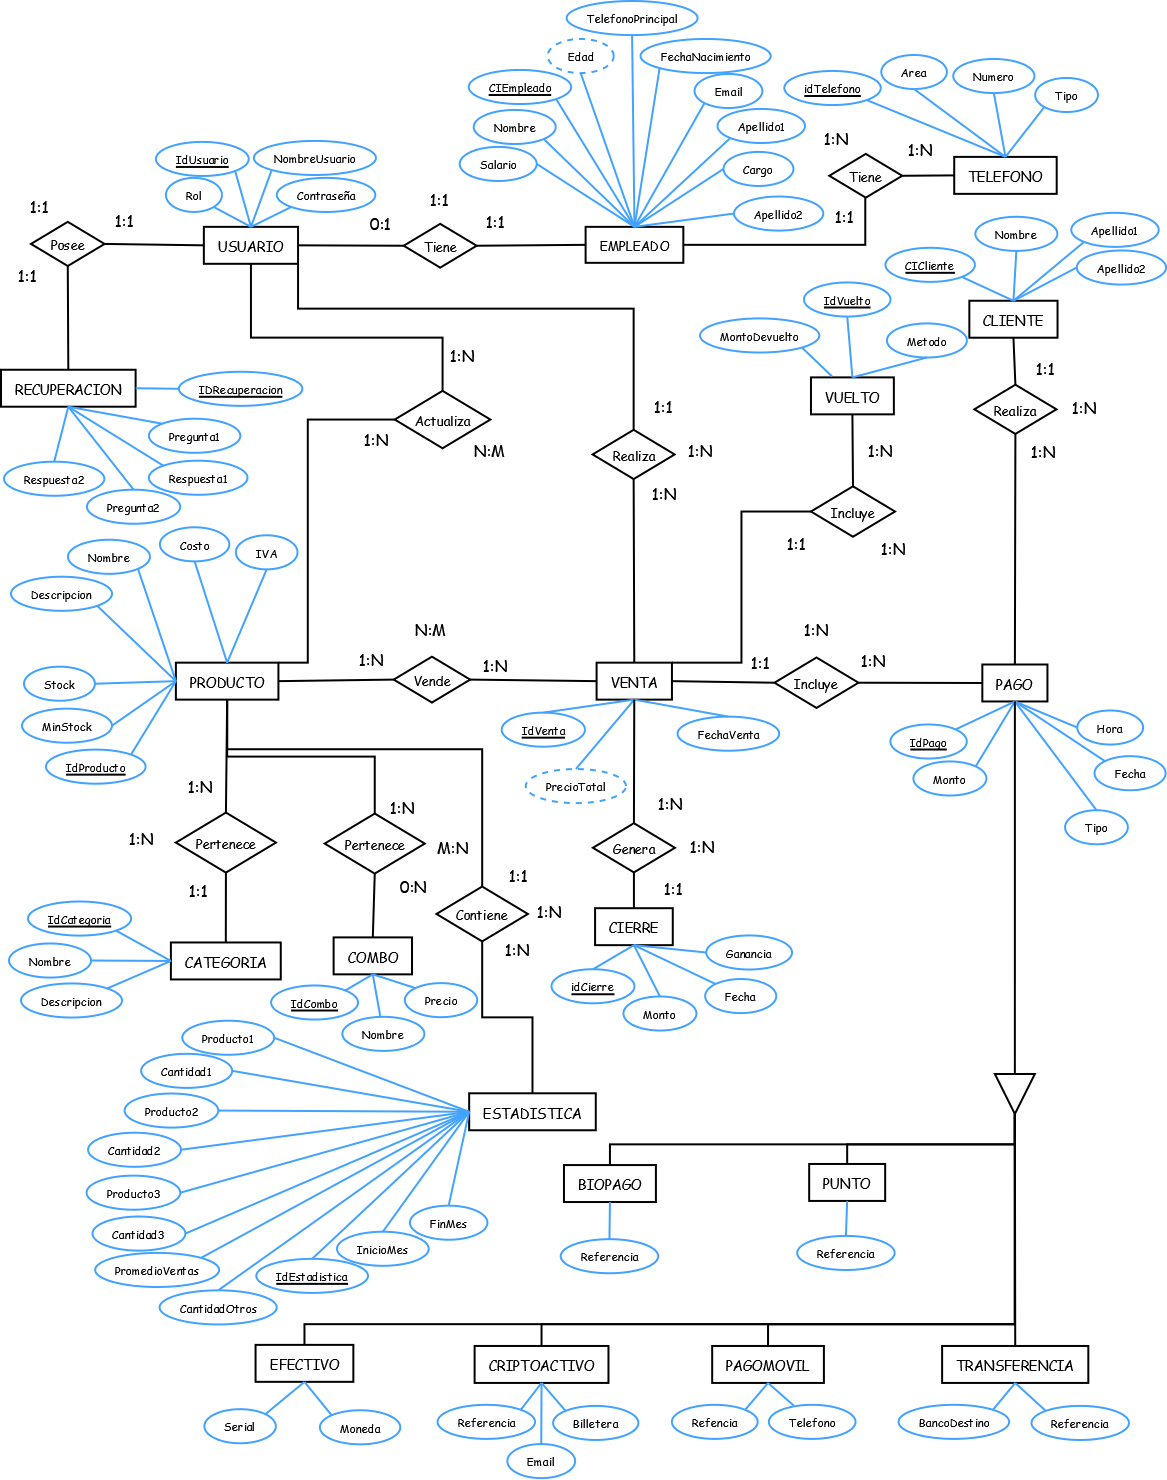 TelefonoPrincipal
Edad
FechaNacimiento
CIEmpleado
Email
Nombre
Apellido1
Salario
Cargo
Apellido2
idTelefono
Area
Numero
Tipo
1:N
1:N
Tiene
TELEFONO
1:1
IdUsuario
NombreUsuario
Rol
Contraseña
1:1
1:1
Posee
1:1
USUARIO
0:1
1:1
1:1
Tiene
EMPLEADO
CICliente
Nombre
Apellido1
Apellido2
CLIENTE
IdVuelto
MontoDevuelto
Metodo
VUELTO
1:1
Realiza
1:N
1:N
RECUPERACION
IDRecuperacion
Pregunta1
Respuesta2
Respuesta1
Pregunta2
1:N
Actualiza
1:N
N:M
1:1
Realiza
1:N
1:N
1:N
Incluye
1:1
1:N
Nombre
Costo
IVA
Descripcion
Stock
MinStock
IdProducto
PRODUCTO
N:M
1:N
Vende
1:N
VENTA
1:N
1:1
Incluye
1:N
PAGO
IdVenta
FechaVenta
PrecioTotal
IdPago
Hora
Monto
Fecha
Tipo
1:N
1:N
Pertenece
1:1
1:N
Pertenece
M:N
0:N
1:N
Genera
1:N
1:1
1:1
Contiene
1:N
1:N
IdCategoria
Nombre
Descripcion
CATEGORIA
COMBO
IdCombo
Precio
Nombre
CIERRE
Ganancia
idCierre
Fecha
Monto
Producto1
Cantidad1
Producto2
Cantidad2
Producto3
Cantidad3
PromedioVentas
CantidadOtros
IdEstadistica
InicioMes
FinMes
ESTADISTICA
BIOPAGO
PUNTO
Referencia
Referencia
EFECTIVO
CRIPTOACTIVO
PAGOMOVIL
TRANSFERENCIA
Serial
Moneda
Referencia
Billetera
Email
Refencia
Telefono
BancoDestino
Referencia